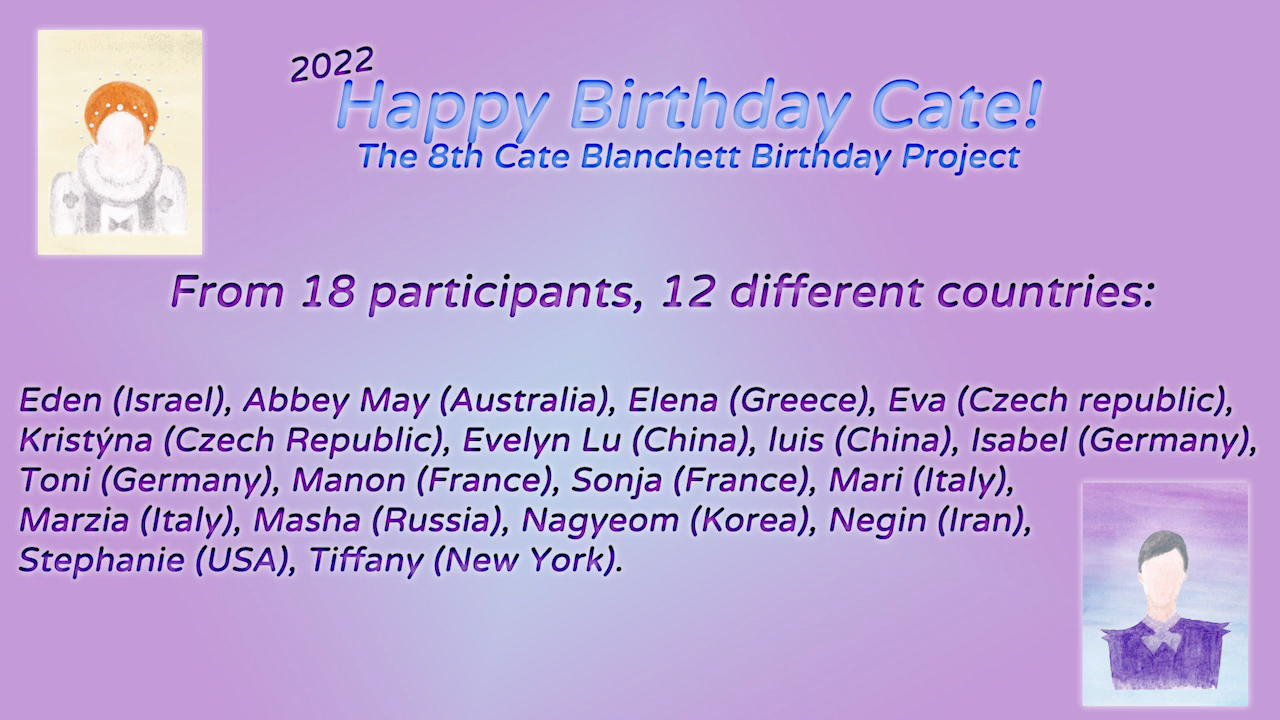 2022
Happy Birthday Cate!
The 8th Cate Blanchett Birthday Project
From 18 participants, 12 different countries:
Eden (Israel), Abbey May (Australia), Elena (Greece), Eva (Czech republic),
Kristýna (Czech Republic), Evelyn Lu (China), luis (China), Isabel (Germany),
Toni (Germany), Manon (France), Sonja (France), Mari (Italy),
Marzia (Italy), Masha (Russia), Nagyeom (Korea), Negin (Iran),
Stephanie (USA), Tiffany (New York).